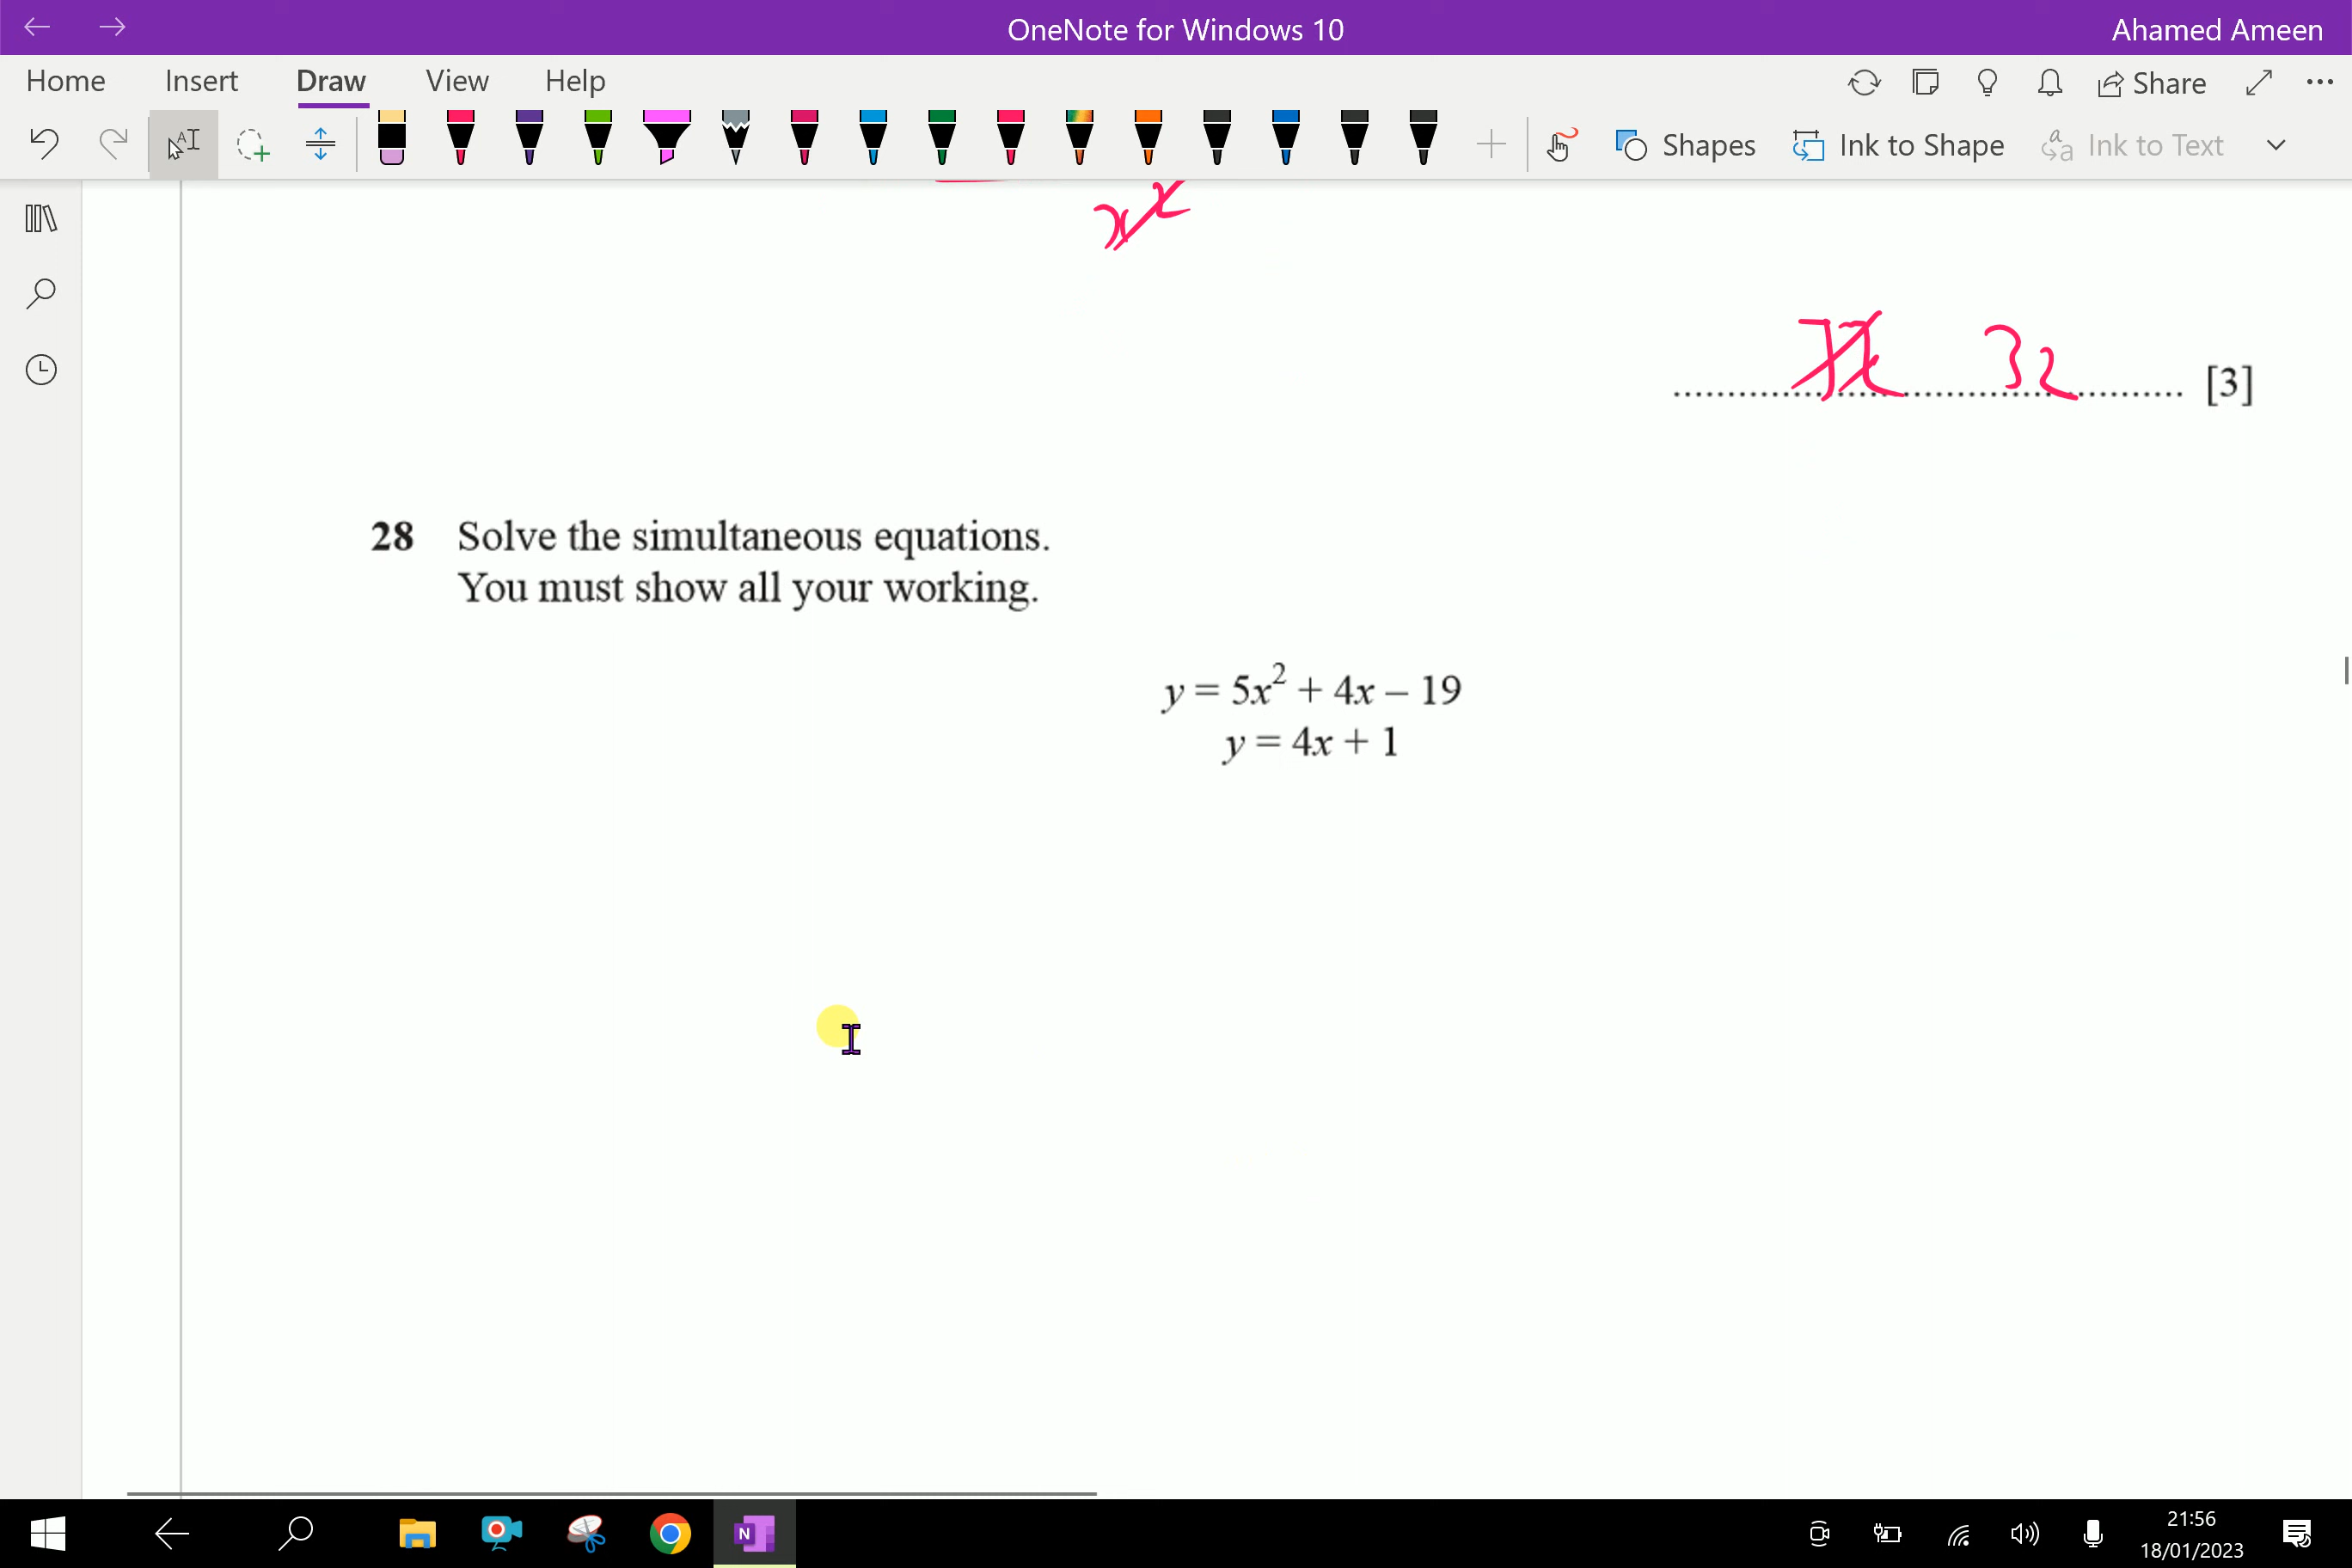 OneNote for Windows 10
Ahamed Ameen
Home Insert Draw View Help
Share
Shapes Ink to Shape Ink to Text
x
32
[3]
28 Solve the simultaneous equations.
You must show all your working.
y = 5x² + 4x – 19
y = 4x + 1
21:56
18/01/2023